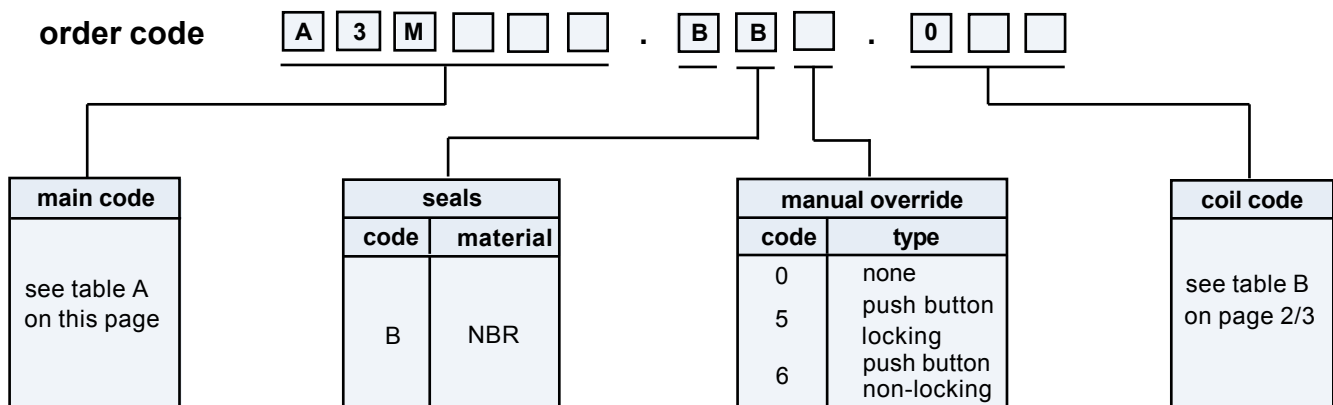 order code A 3 M . B B . 0
main code
see table A
on this page
seals
code material
B NBR
manual override
code type
0 none
5 push button
locking
6 push button
non-locking
coil code
see table B
on page 2/3